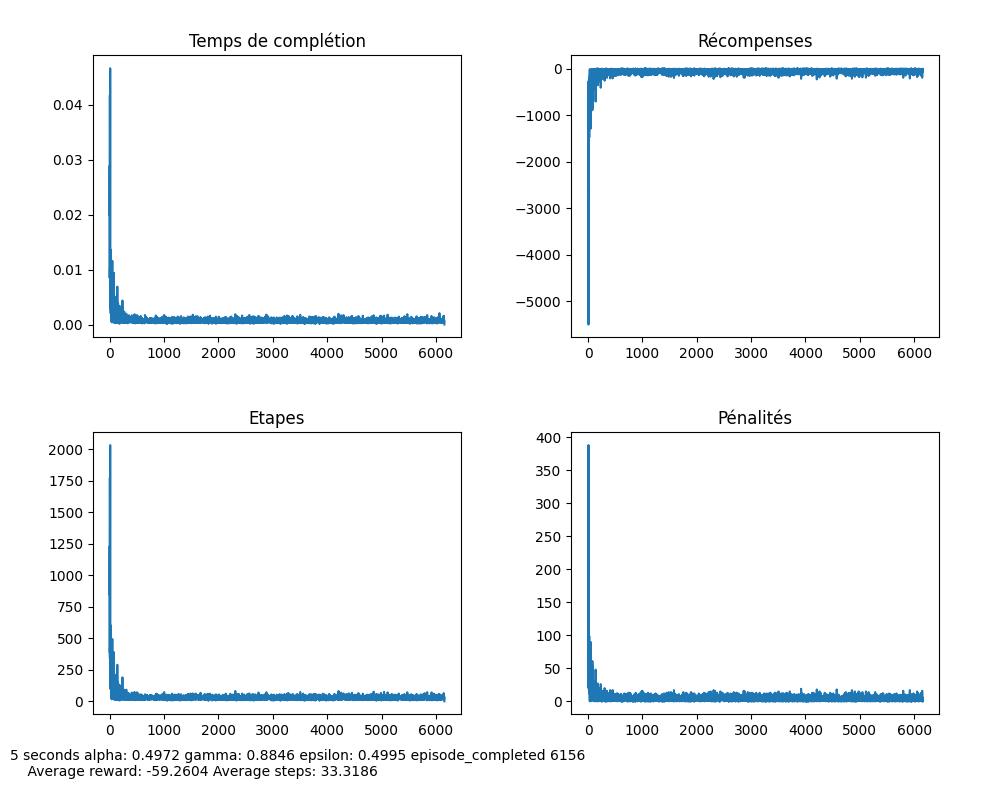 Temps de complétion
0.04
0.03
0.02
0.01
0.00
0 1000 2000 3000 4000 5000 6000
Récompenses
0
−1000
−2000
−3000
−4000
−5000
0 1000 2000 3000 4000 5000 6000
Etapes
2000
1750
1500
1250
1000
750
500
250
0
0 1000 2000 3000 4000 5000 6000
Pénalités
400
350
300
250
200
150
100
50
0
0 1000 2000 3000 4000 5000 6000
5 seconds alpha: 0.4972 gamma: 0.8846 epsilon: 0.4995 episode_completed 6156
Average reward: -59.2604 Average steps: 33.3186